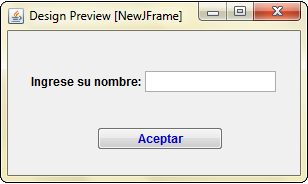 Design Preview [NewJFrame]
Ingrese su nombre:
Aceptar